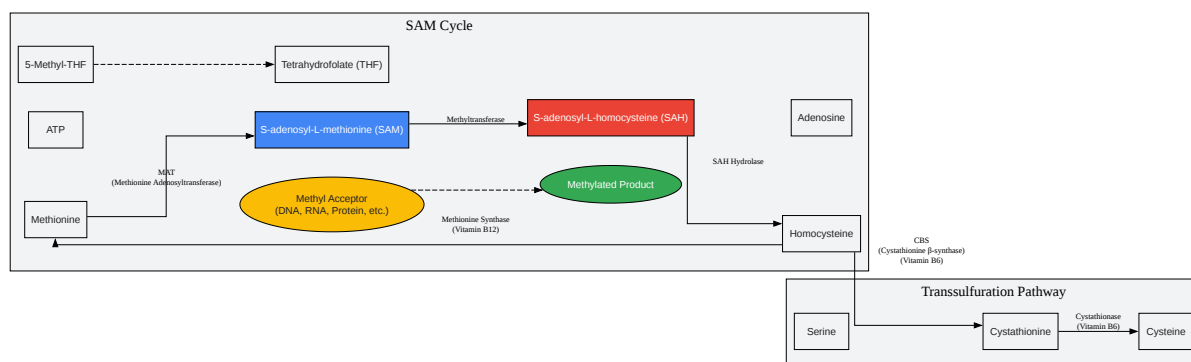 SAM Cycle
5-Methyl-THF
Tetrahydrofolate (THF)
ATP
S-adenosyl-L-methionine (SAM)
Methyltransferase
S-adenosyl-L-homocysteine (SAH)
Adenosine
MAT
(Methionine Adenosyltransferase)
SAH Hydrolase
Methyl Acceptor
(DNA, RNA, Protein, etc.)
Methylated Product
Methionine
Methionine Synthase
(Vitamin B12)
Homocysteine
CBS
(Cystathionine β-synthase)
(Vitamin B6)
Transsulfuration Pathway
Serine
Cystathionine
Cystathionase
(Vitamin B6)
Cysteine